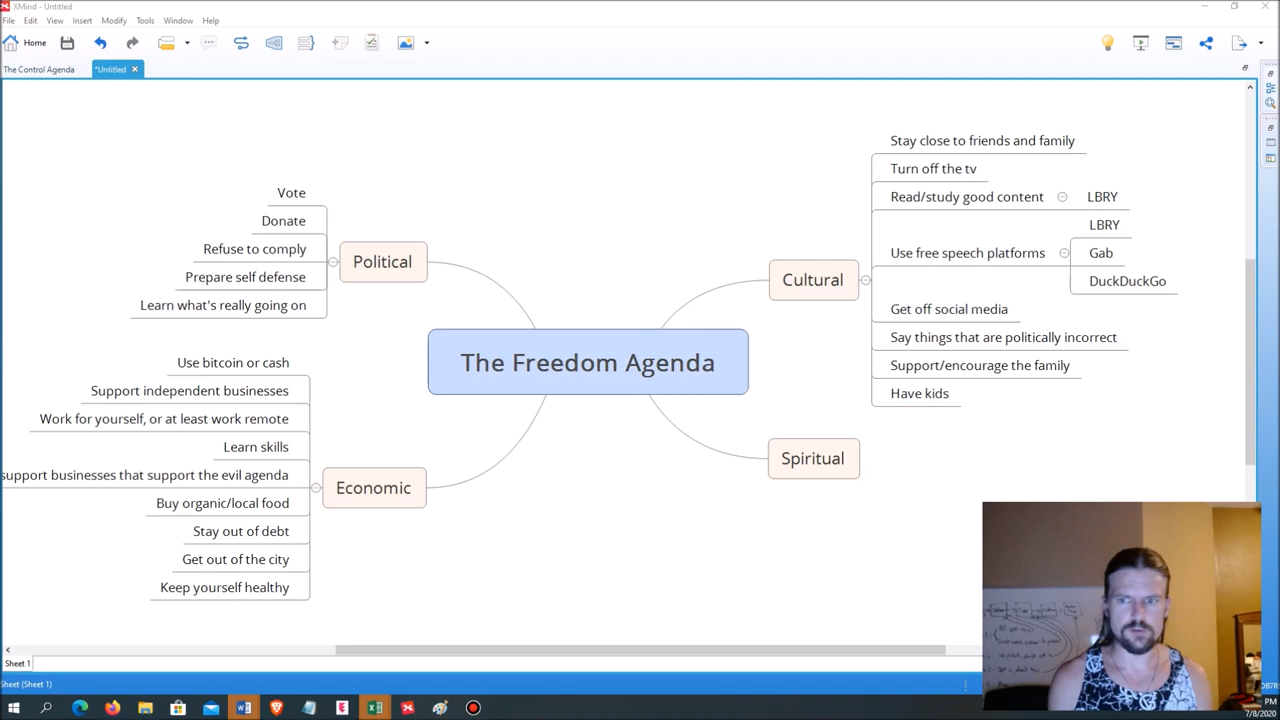 XMind - Untitled
File Edit View Insert Modify Tools Window Help
Home
The Control Agenda
*Untitled
Stay close to friends and family
Turn off the tv
Read/study good content
LBRY
Use free speech platforms
LBRY
Gab
DuckDuckGo
Get off social media
Say things that are politically incorrect
Support/encourage the family
Have kids
Cultural
Vote
Donate
Refuse to comply
Prepare self defense
Learn what's really going on
Political
The Freedom Agenda
Use bitcoin or cash
Support independent businesses
Work for yourself, or at least work remote
Learn skills
support businesses that support the evil agenda
Buy organic/local food
Stay out of debt
Get out of the city
Keep yourself healthy
Economic
Spiritual
Sheet 1
Sheet (Sheet 1)
PM
7/8/2020